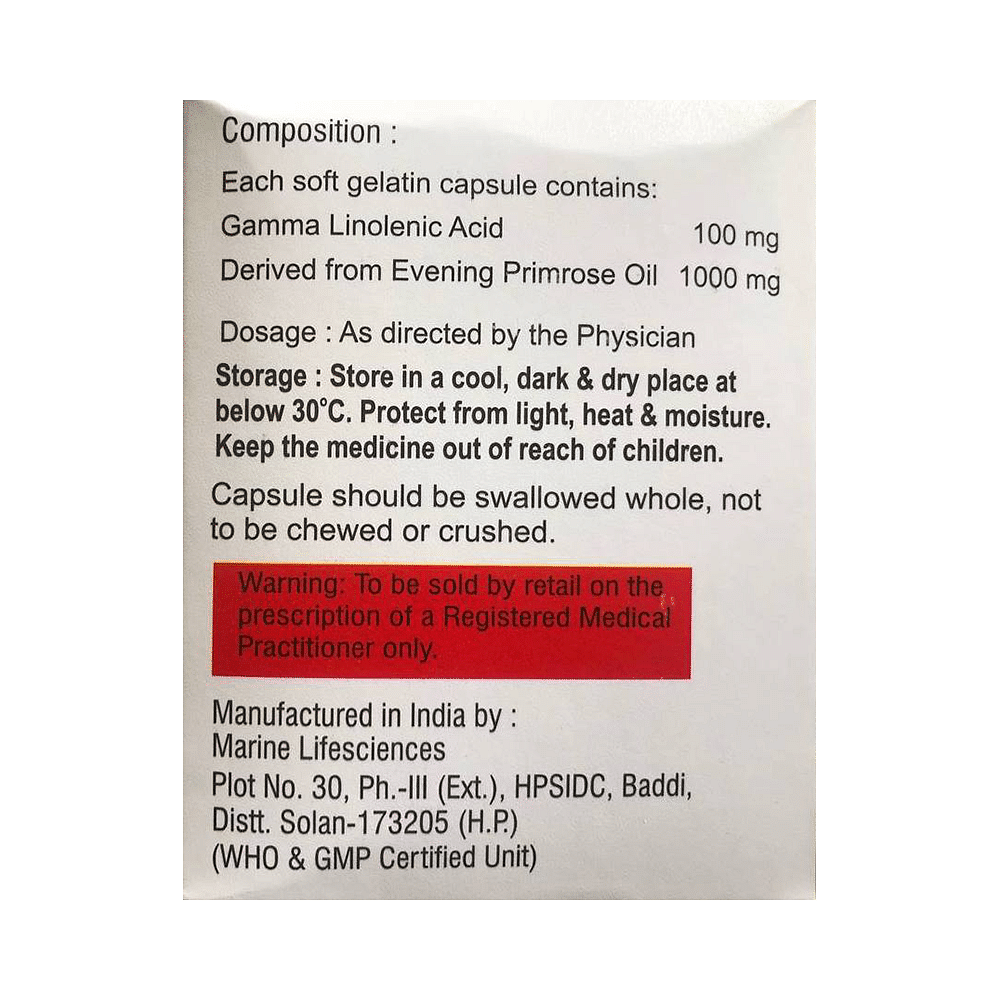 Composition :
Each soft gelatin capsule contains:
Gamma Linolenic Acid 100 mg
Derived from Evening Primrose Oil 1000 mg
Dosage : As directed by the Physician
Storage : Store in a cool, dark & dry place at
below 30°C. Protect from light, heat & moisture.
Keep the medicine out of reach of children.
Capsule should be swallowed whole, not
to be chewed or crushed.
Warning: To be sold by retail on the
prescription of a Registered Medical
Practitioner only.
Manufactured in India by :
Marine Lifesciences
Plot No. 30, Ph.-III (Ext.), HPSIDC, Baddi,
Distt. Solan-173205 (H.P.)
(WHO & GMP Certified Unit)